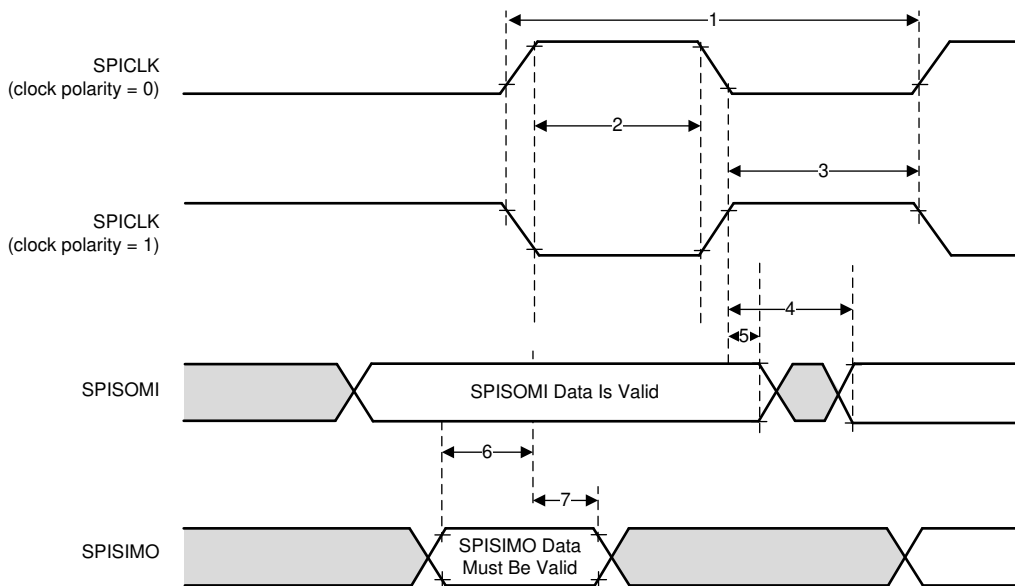 1
SPICLK
(clock polarity = 0)
2
3
SPICLK
(clock polarity = 1)
4
5
SPISOMI
SPISOMI Data Is Valid
6
7
SPISIMO
SPISIMO Data
Must Be Valid